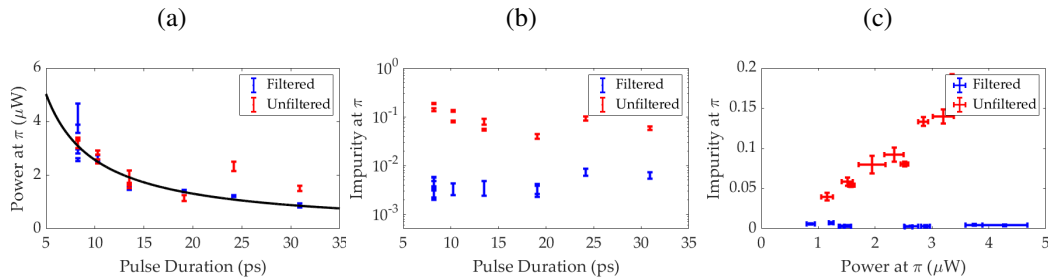 (a)
(b)
(c)
Power at π (μW)
6
4
2
0
5 10 15 20 25 30 35
Pulse Duration (ps)
Filtered
Unfiltered
Impurity at π
10^0
10^-1
10^-2
10^-3
5 10 15 20 25 30 35
Pulse Duration (ps)
Filtered
Unfiltered
Impurity at π
0.2
0.15
0.1
0.05
0
0 1 2 3 4 5
Power at π (μW)
Filtered
Unfiltered